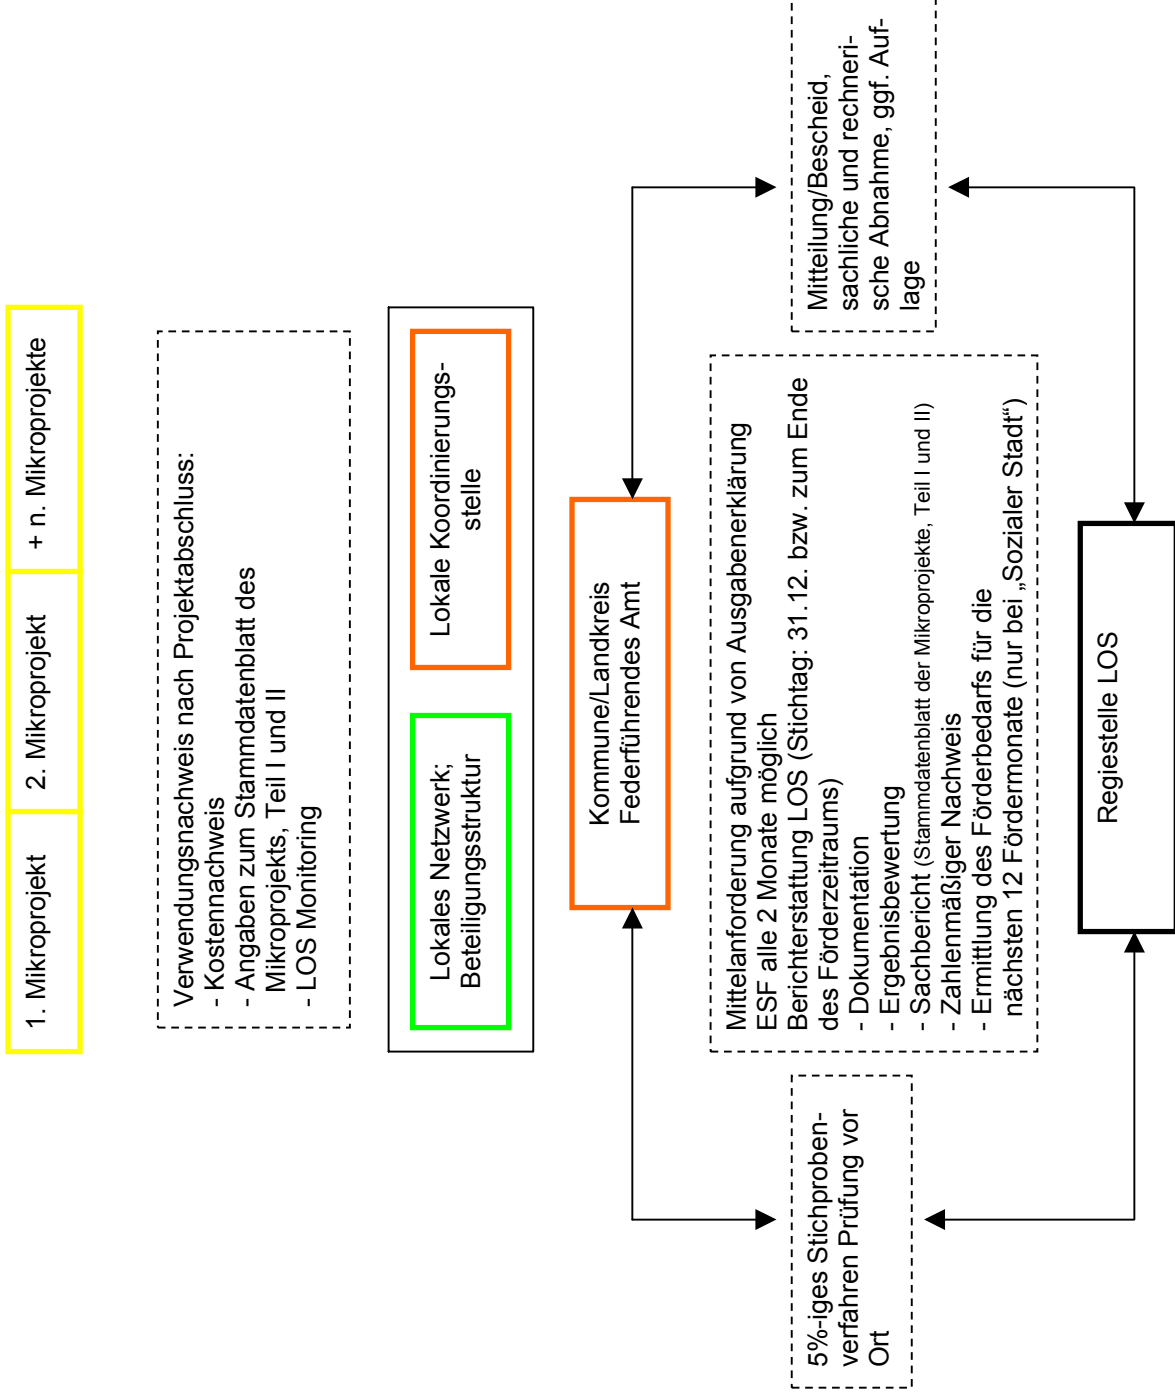 1. Mikroprojekt
2. Mikroprojekt
+ n. Mikroprojekte
Verwendungsnachweis nach Projektabschluss:
- Kostennachweis
- Angaben zum Stammdatenblatt des
Mikroprojekts, Teil I und II
- LOS Monitoring
Lokales Netzwerk;
Beteiligungsstruktur
Lokale Koordinierungs-
stelle
Kommune/Landkreis
Federführendes Amt
5%-iges Stichproben-
verfahren Prüfung vor
Ort
Mittelanforderung aufgrund von Ausgabenerklärung
ESF alle 2 Monate möglich
Berichterstattung LOS (Stichtag: 31.12. bzw. zum Ende
des Förderzeitraums)
- Dokumentation
- Ergebnisbewertung
- Sachbericht (Stammdatenblatt der Mikroprojekte, Teil I und II)
- Zahlenmäßiger Nachweis
- Ermittlung des Förderbedarfs für die
nächsten 12 Fördermonate (nur bei „Sozialer Stadt“)
Mitteilung/Bescheid,
sachliche und rechneri-
sche Abnahme, ggf. Auf-
lage
Regiestelle LOS